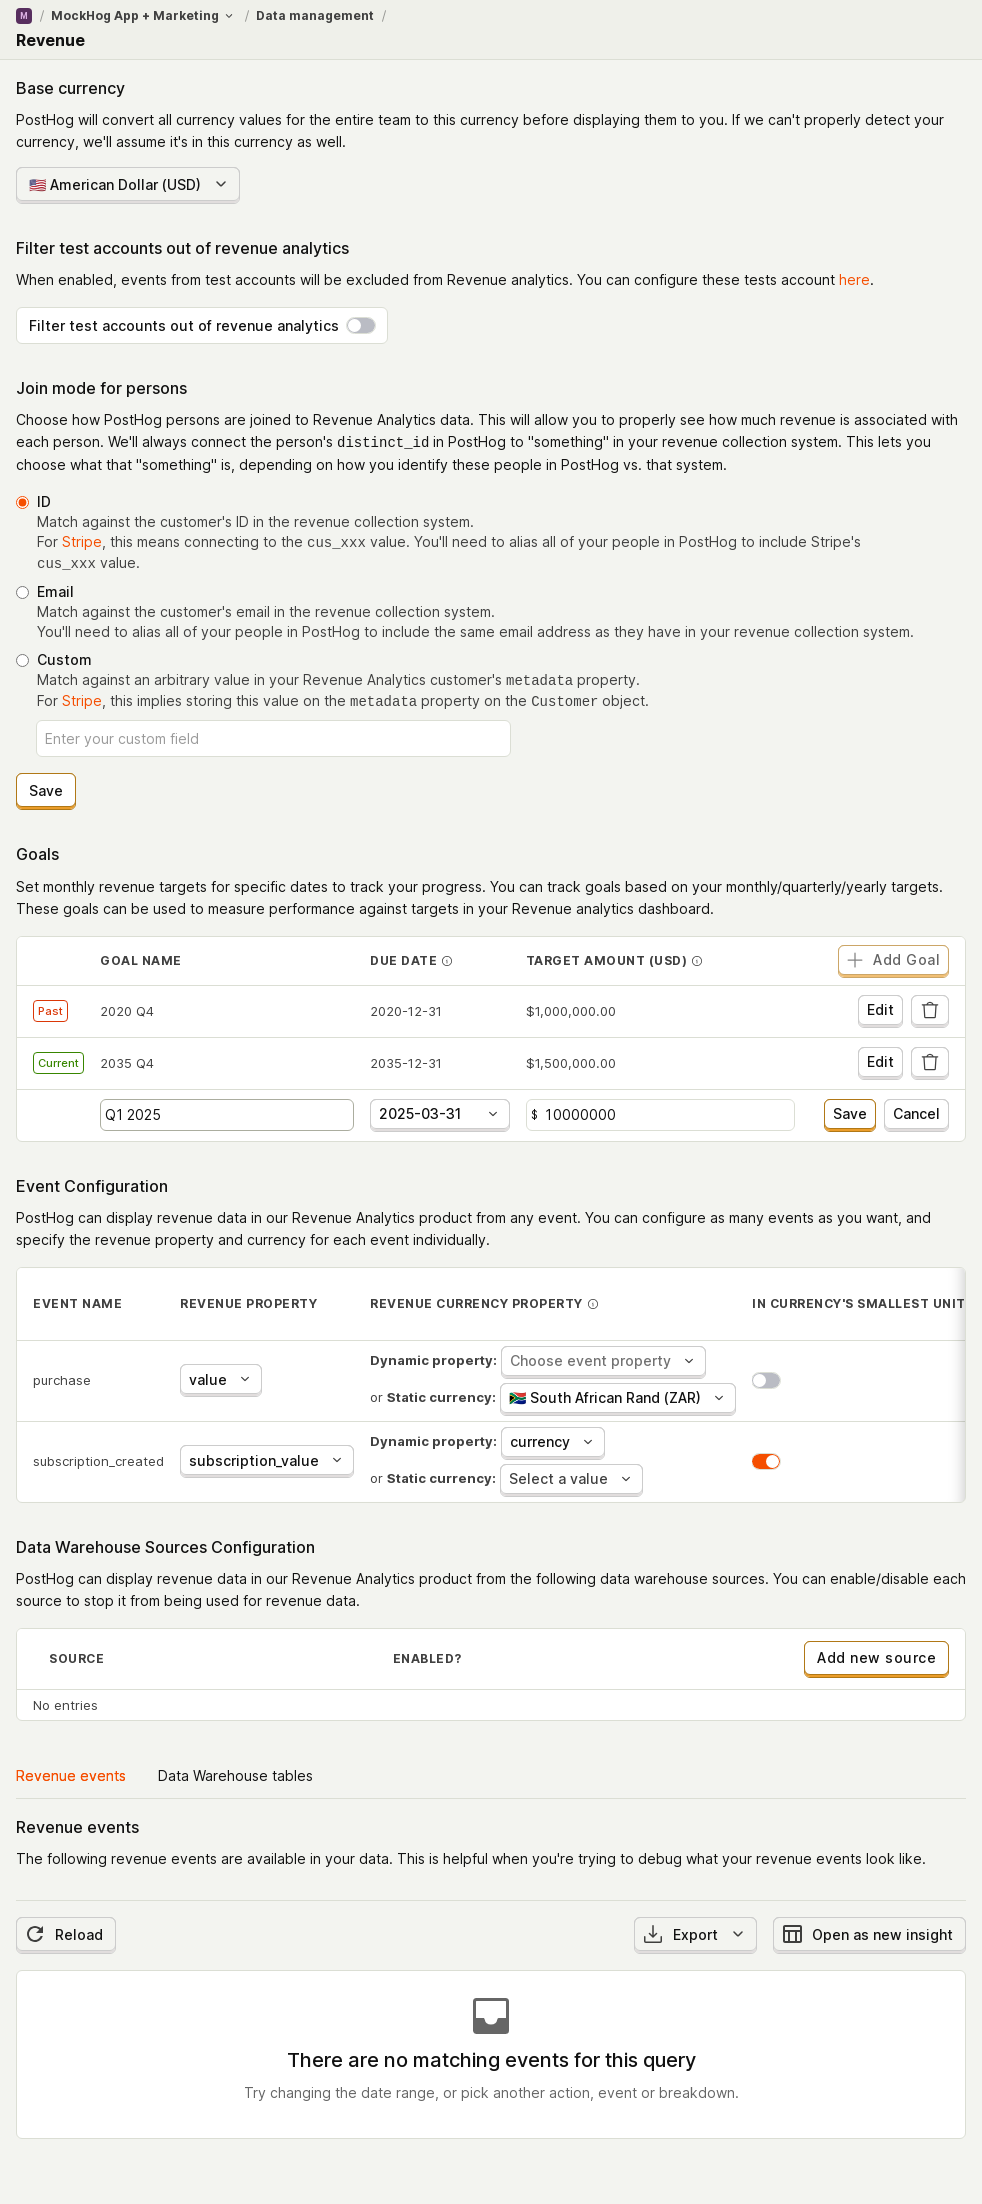 M / MockHog App + Marketing / Data management /
Revenue
Base currency
PostHog will convert all currency values for the entire team to this currency before displaying them to you. If we can't properly detect your
currency, we'll assume it's in this currency as well.
🇺🇸 American Dollar (USD)
Filter test accounts out of revenue analytics
When enabled, events from test accounts will be excluded from Revenue analytics. You can configure these tests account here.
Filter test accounts out of revenue analytics
Join mode for persons
Choose how PostHog persons are joined to Revenue Analytics data. This will allow you to properly see how much revenue is associated with
each person. We'll always connect the person's distinct_id in PostHog to "something" in your revenue collection system. This lets you
choose what that "something" is, depending on how you identify these people in PostHog vs. that system.
ID
Match against the customer's ID in the revenue collection system.
For Stripe, this means connecting to the cus_xxx value. You'll need to alias all of your people in PostHog to include Stripe's
cus_xxx value.
Email
Match against the customer's email in the revenue collection system.
You'll need to alias all of your people in PostHog to include the same email address as they have in your revenue collection system.
Custom
Match against an arbitrary value in your Revenue Analytics customer's metadata property.
For Stripe, this implies storing this value on the metadata property on the Customer object.
Enter your custom field
Save
Goals
Set monthly revenue targets for specific dates to track your progress. You can track goals based on your monthly/quarterly/yearly targets.
These goals can be used to measure performance against targets in your Revenue analytics dashboard.
GOAL NAME DUE DATE TARGET AMOUNT (USD) Add Goal
Past 2020 Q4 2020-12-31 $1,000,000.00 Edit
Current 2035 Q4 2035-12-31 $1,500,000.00 Edit
Q1 2025 2025-03-31 $ 10000000 Save Cancel
Event Configuration
PostHog can display revenue data in our Revenue Analytics product from any event. You can configure as many events as you want, and
specify the revenue property and currency for each event individually.
EVENT NAME REVENUE PROPERTY REVENUE CURRENCY PROPERTY IN CURRENCY'S SMALLEST UNIT
Dynamic property: Choose event property
purchase value
or Static currency: 🇿🇦 South African Rand (ZAR)
Dynamic property: currency
subscription_created subscription_value
or Static currency: Select a value
Data Warehouse Sources Configuration
PostHog can display revenue data in our Revenue Analytics product from the following data warehouse sources. You can enable/disable each
source to stop it from being used for revenue data.
SOURCE ENABLED? Add new source
No entries
Revenue events Data Warehouse tables
Revenue events
The following revenue events are available in your data. This is helpful when you're trying to debug what your revenue events look like.
Reload Export Open as new insight
There are no matching events for this query
Try changing the date range, or pick another action, event or breakdown.